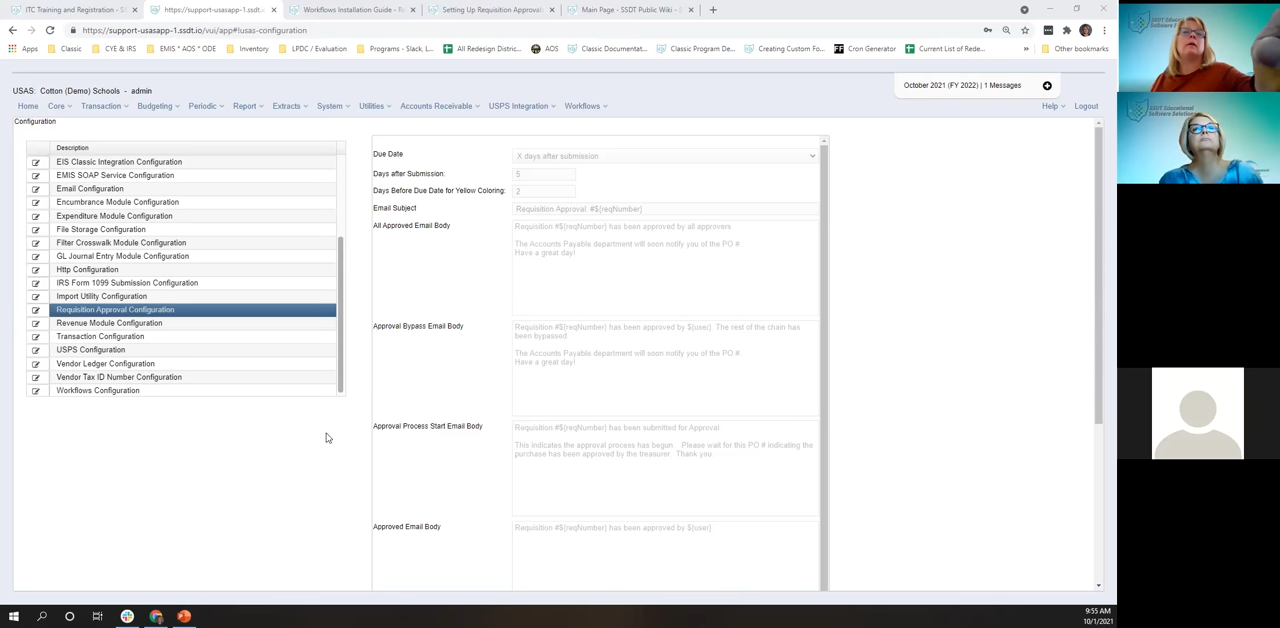 ITC Training and Registration
https://support-usasapp-1.ssdt.io
Workflows Installation Guide - R
Setting Up Requisition Approval
Main Page - SSDT Public Wiki - S
https://support-usasapp-1.ssdt.io/vui/app#!usas-configuration
Apps
Classic
CYE & IRS
EMIS * AOS * ODE
Inventory
LPDC / Evaluation
Programs - Slack, L...
All Redesign Distric...
AOS
Classic Documentat...
Classic Program De...
Creating Custom Fo...
Cron Generator
Current List of Rede...
Other bookmarks
USAS: Cotton (Demo) Schools - admin
October 2021 (FY 2022) | 1 Messages
Home Core Transaction Budgeting Periodic Report Extracts System Utilities Accounts Receivable USPS Integration Workflows Help Logout
Configuration
Description
EIS Classic Integration Configuration
EMIS SOAP Service Configuration
Email Configuration
Encumbrance Module Configuration
Expenditure Module Configuration
File Storage Configuration
Filter Crosswalk Module Configuration
GL Journal Entry Module Configuration
Http Configuration
IRS Form 1099 Submission Configuration
Import Utility Configuration
Requisition Approval Configuration
Revenue Module Configuration
Transaction Configuration
USPS Configuration
Vendor Ledger Configuration
Vendor Tax ID Number Configuration
Workflows Configuration
Due Date
X days after submission
Days after Submission:
5
Days Before Due Date for Yellow Coloring:
2
Email Subject
Requisition Approval: #${reqNumber}
All Approved Email Body
Requisition #${reqNumber} has been approved by all approvers
The Accounts Payable department will soon notify you of the PO #
Have a great day!
Approval Bypass Email Body
Requisition #${reqNumber} has been approved by ${user}. The rest of the chain has
been bypassed
The Accounts Payable department will soon notify you of the PO #
Have a great day!
Approval Process Start Email Body
Requisition #${reqNumber} has been submitted for Approval
This indicates the approval process has begun. Please wait for this PO # indicating the
purchase has been approved by the treasurer. Thank you
Approved Email Body
Requisition #${reqNumber} has been approved by ${user}
9:55 AM
10/1/2021